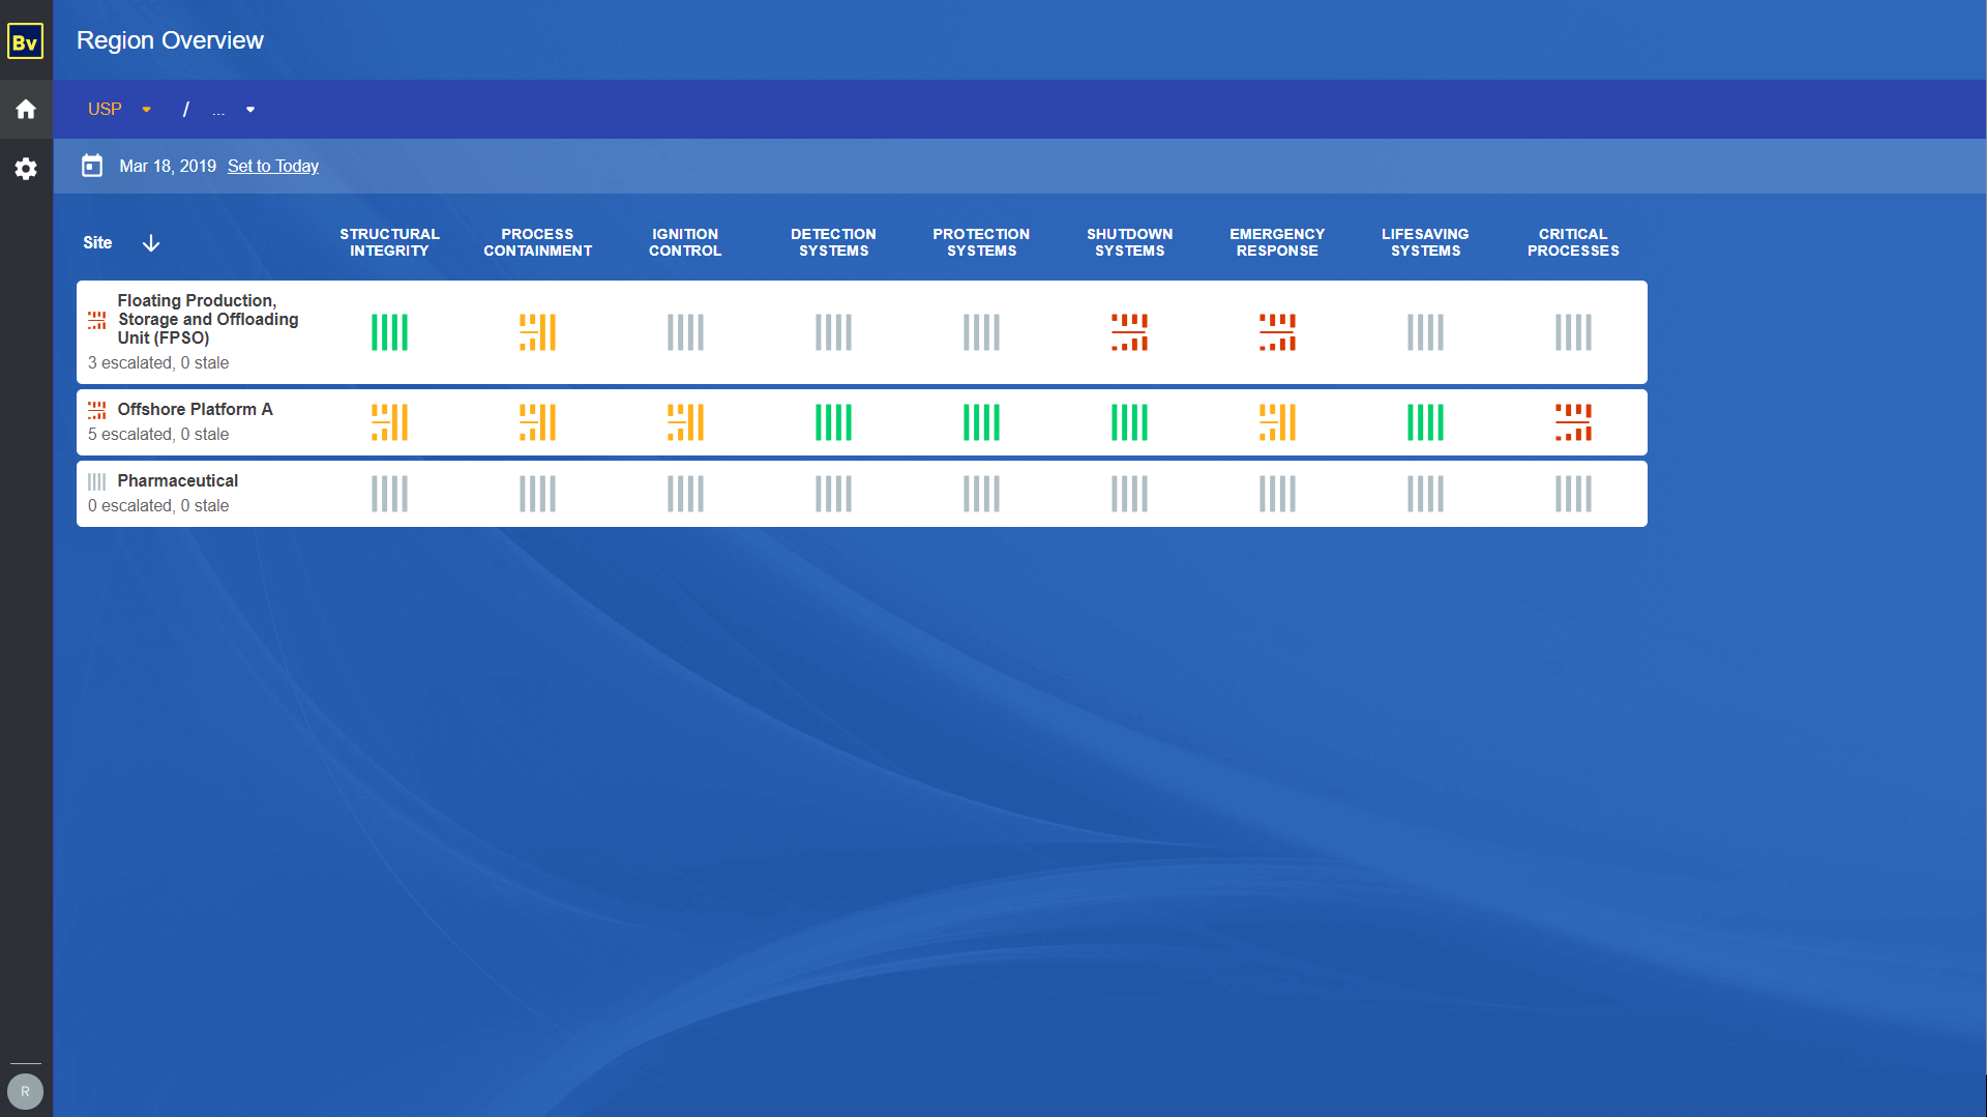 Bv
Region Overview
USP / ...
Mar 18, 2019 Set to Today
Site
STRUCTURAL
INTEGRITY
PROCESS
CONTAINMENT
IGNITION
CONTROL
DETECTION
SYSTEMS
PROTECTION
SYSTEMS
SHUTDOWN
SYSTEMS
EMERGENCY
RESPONSE
LIFESAVING
SYSTEMS
CRITICAL
PROCESSES
Floating Production,
Storage and Offloading
Unit (FPSO)
3 escalated, 0 stale
Offshore Platform A
5 escalated, 0 stale
Pharmaceutical
0 escalated, 0 stale
R